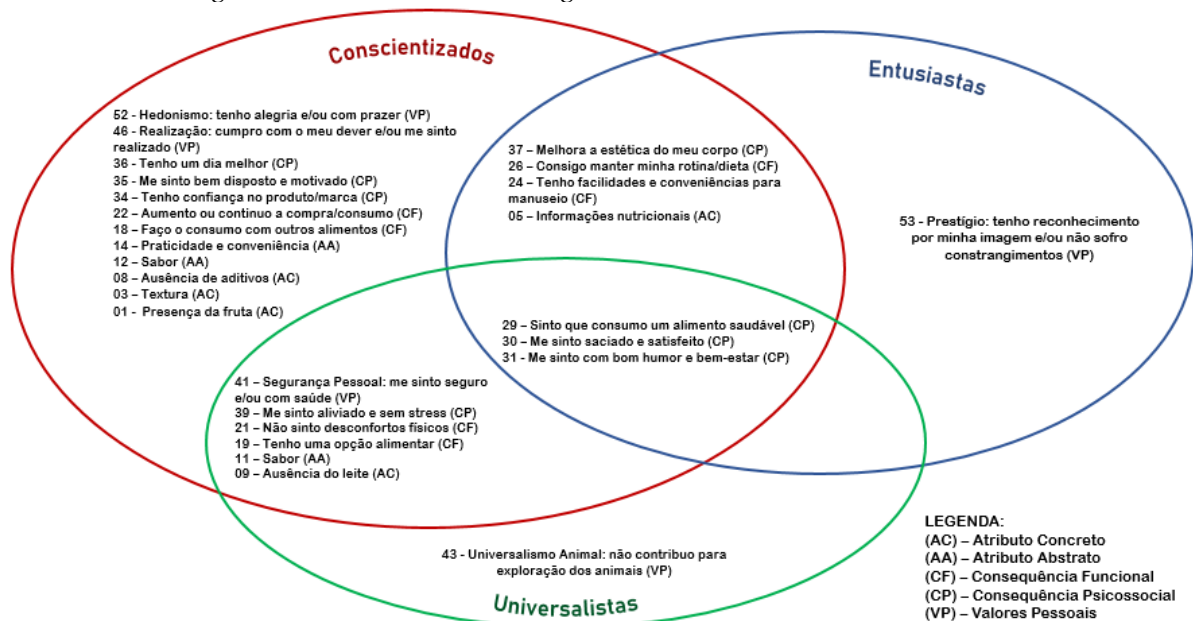 Conscientizados
Entusiastas
52 - Hedonismo: tenho alegria e/ou com prazer (VP)
46 - Realização: cumpro com o meu dever e/ou me sinto
realizado (VP)
36 - Tenho um dia melhor (CP)
35 - Me sinto bem disposto e motivado (CP)
34 - Tenho confiança no produto/marca (CP)
22 - Aumento ou continuo a compra/consumo (CF)
18 - Faço o consumo com outros alimentos (CF)
14 - Praticidade e conveniência (AA)
12 - Sabor (AA)
08 - Ausência de aditivos (AC)
03 - Textura (AC)
01 - Presença da fruta (AC)
37 – Melhora a estética do meu corpo (CP)
26 – Consigo manter minha rotina/dieta (CF)
24 – Tenho facilidades e conveniências para
manuseio (CF)
05 – Informações nutricionais (AC)
53 - Prestígio: tenho reconhecimento
por minha imagem e/ou não sofro
constrangimentos (VP)
29 – Sinto que consumo um alimento saudável (CP)
30 – Me sinto saciado e satisfeito (CP)
31 - Me sinto com bom humor e bem-estar (CP)
41 – Segurança Pessoal: me sinto seguro
e/ou com saúde (VP)
39 – Me sinto aliviado e sem stress (CP)
21 – Não sinto desconfortos físicos (CF)
19 – Tenho uma opção alimentar (CF)
11 – Sabor (AA)
09 – Ausência do leite (AC)
43 - Universalismo Animal: não contribuo para
exploração dos animais (VP)
Universalistas
LEGENDA:
(AC) – Atributo Concreto
(AA) – Atributo Abstrato
(CF) – Consequência Funcional
(CP) – Consequência Psicossocial
(VP) – Valores Pessoais